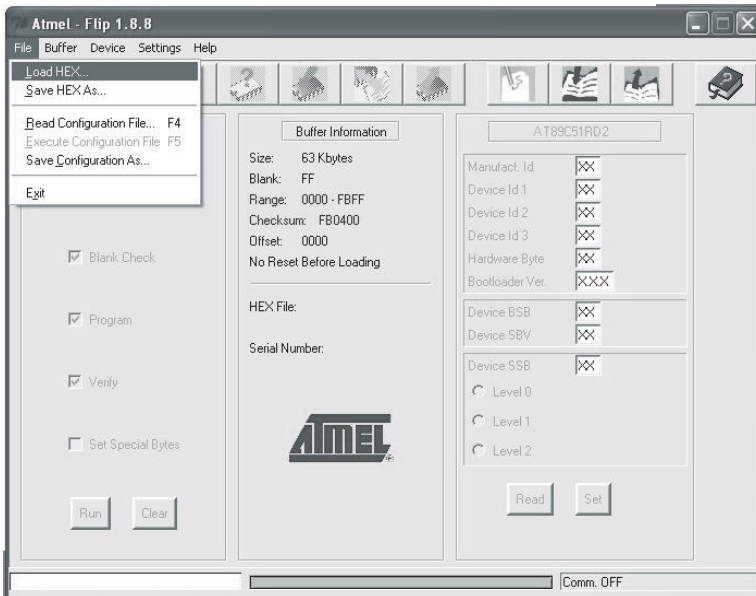 Atmel - Flip 1.8.8
File Buffer Device Settings Help
Load HEX...
Save HEX As...
Read Configuration File... F4
Execute Configuration File F5
Save Configuration As...
Exit
Blank Check
Program
Verify
Set Special Bytes
Run Clear
Buffer Information
Size: 63 Kbytes
Blank: FF
Range: 0000 - FBFF
Checksum: FB0400
Offset: 0000
No Reset Before Loading
HEX File:
Serial Number:
ATMEL ®
AT89C51RD2
Manufact. Id XX
Device Id 1 XX
Device Id 2 XX
Device Id 3 XX
Hardware Byte XX
Bootloader Ver. XXX
Device BSB XX
Device SBV XX
Device SSB XX
Level 0
Level 1
Level 2
Read Set
Comm. OFF